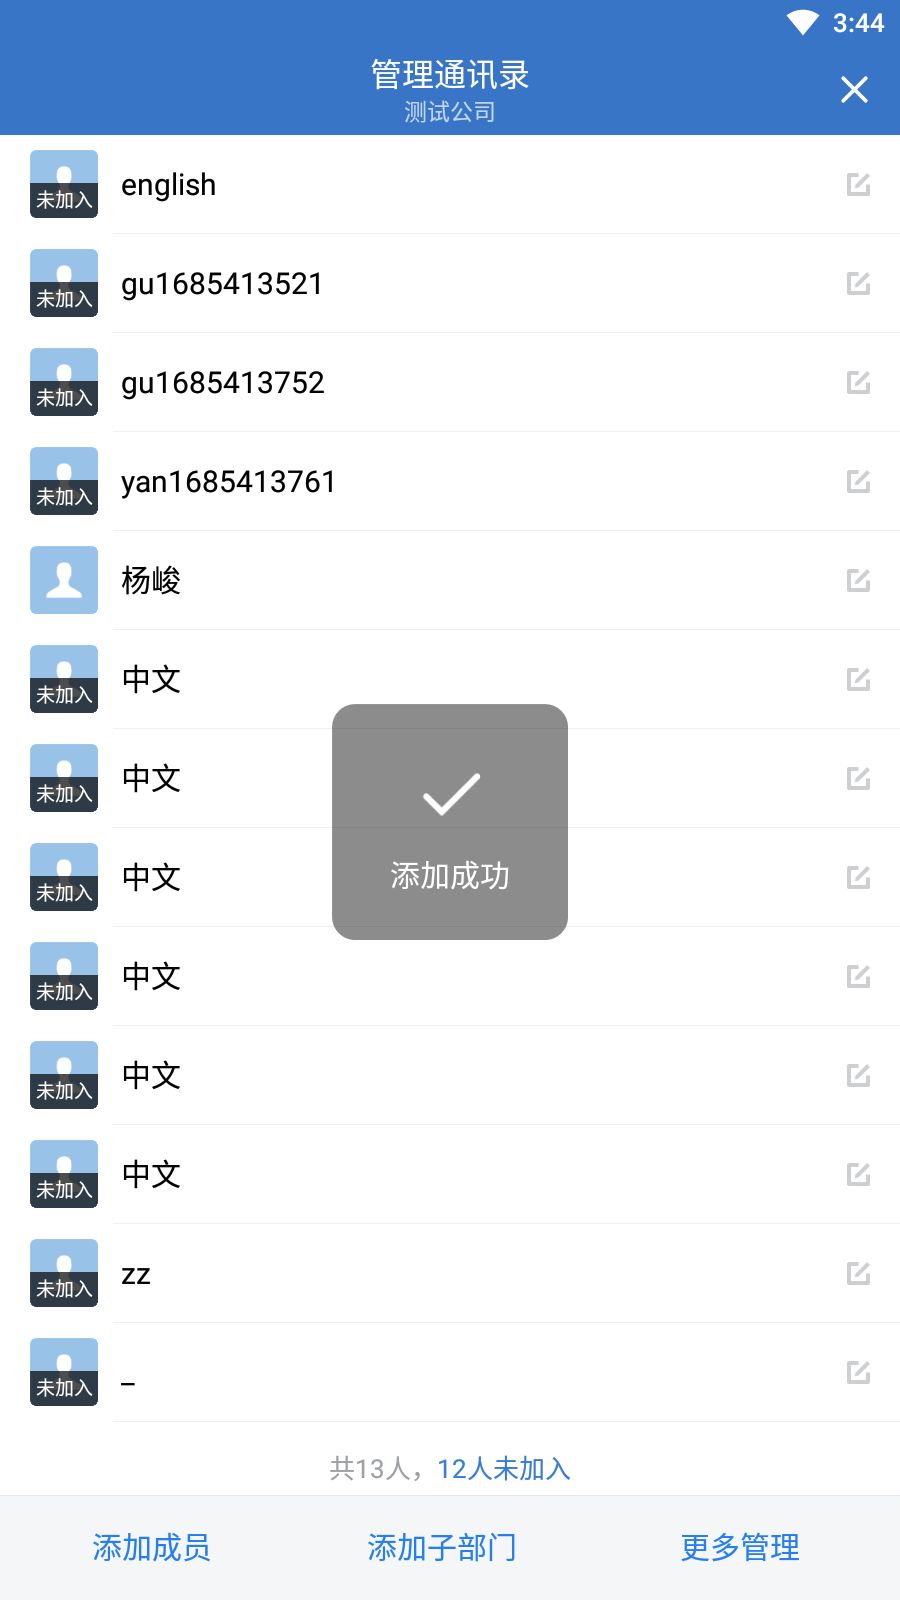 3:44
管理通讯录
测试公司
未加入 english
未加入 gu1685413521
未加入 gu1685413752
未加入 yan1685413761
杨峻
未加入 中文
未加入 中文
未加入 中文
添加成功
未加入 中文
未加入 中文
未加入 中文
未加入 zz
未加入 _
共13人，12人未加入
添加成员 添加子部门 更多管理